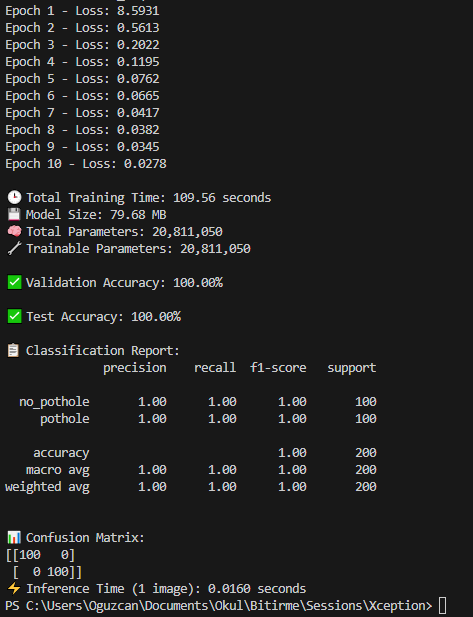 Epoch 1 - Loss: 8.5931
Epoch 2 - Loss: 0.5613
Epoch 3 - Loss: 0.2022
Epoch 4 - Loss: 0.1195
Epoch 5 - Loss: 0.0762
Epoch 6 - Loss: 0.0665
Epoch 7 - Loss: 0.0417
Epoch 8 - Loss: 0.0382
Epoch 9 - Loss: 0.0345
Epoch 10 - Loss: 0.0278
🕒 Total Training Time: 109.56 seconds
💾 Model Size: 79.68 MB
🧠 Total Parameters: 20,811,050
🔧 Trainable Parameters: 20,811,050
✅ Validation Accuracy: 100.00%
✅ Test Accuracy: 100.00%
📋 Classification Report:
precision recall f1-score support
no_pothole 1.00 1.00 1.00 100
pothole 1.00 1.00 1.00 100
accuracy 1.00 200
macro avg 1.00 1.00 1.00 200
weighted avg 1.00 1.00 1.00 200
📊 Confusion Matrix:
[[100 0]
[ 0 100]]
⚡ Inference Time (1 image): 0.0160 seconds
PS C:\Users\Oguzcan\Documents\Okul\Bitirme\Sessions\Xception>